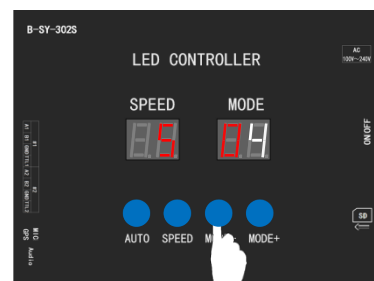 B-SY-302S
LED CONTROLLER
AC
100V~240V
SPEED MODE
5 04
ON OFF
SD
AUTO SPEED MODE+
MIC
GPS
Audio